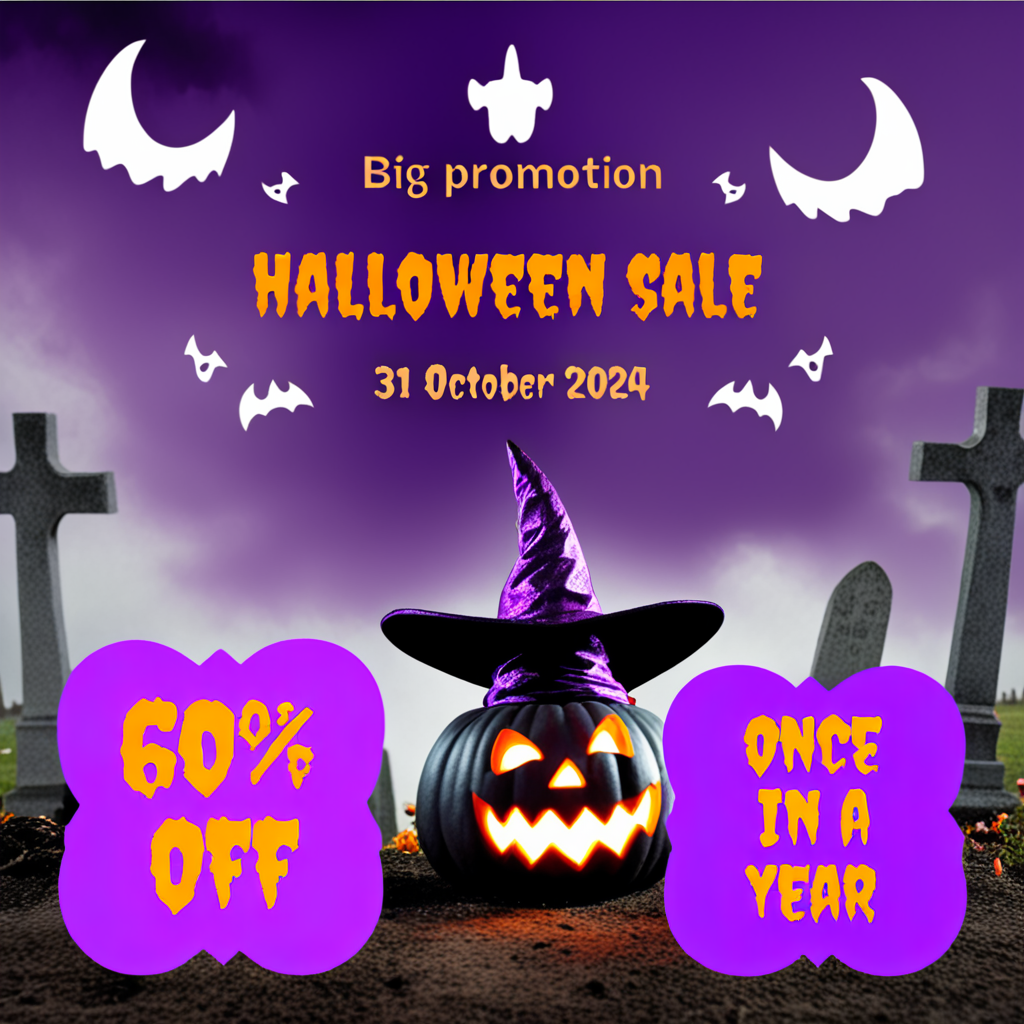 Big promotion
HALLOWEEN SALE
31 October 2024
60%
OFF
ONCE
IN A
YEAR